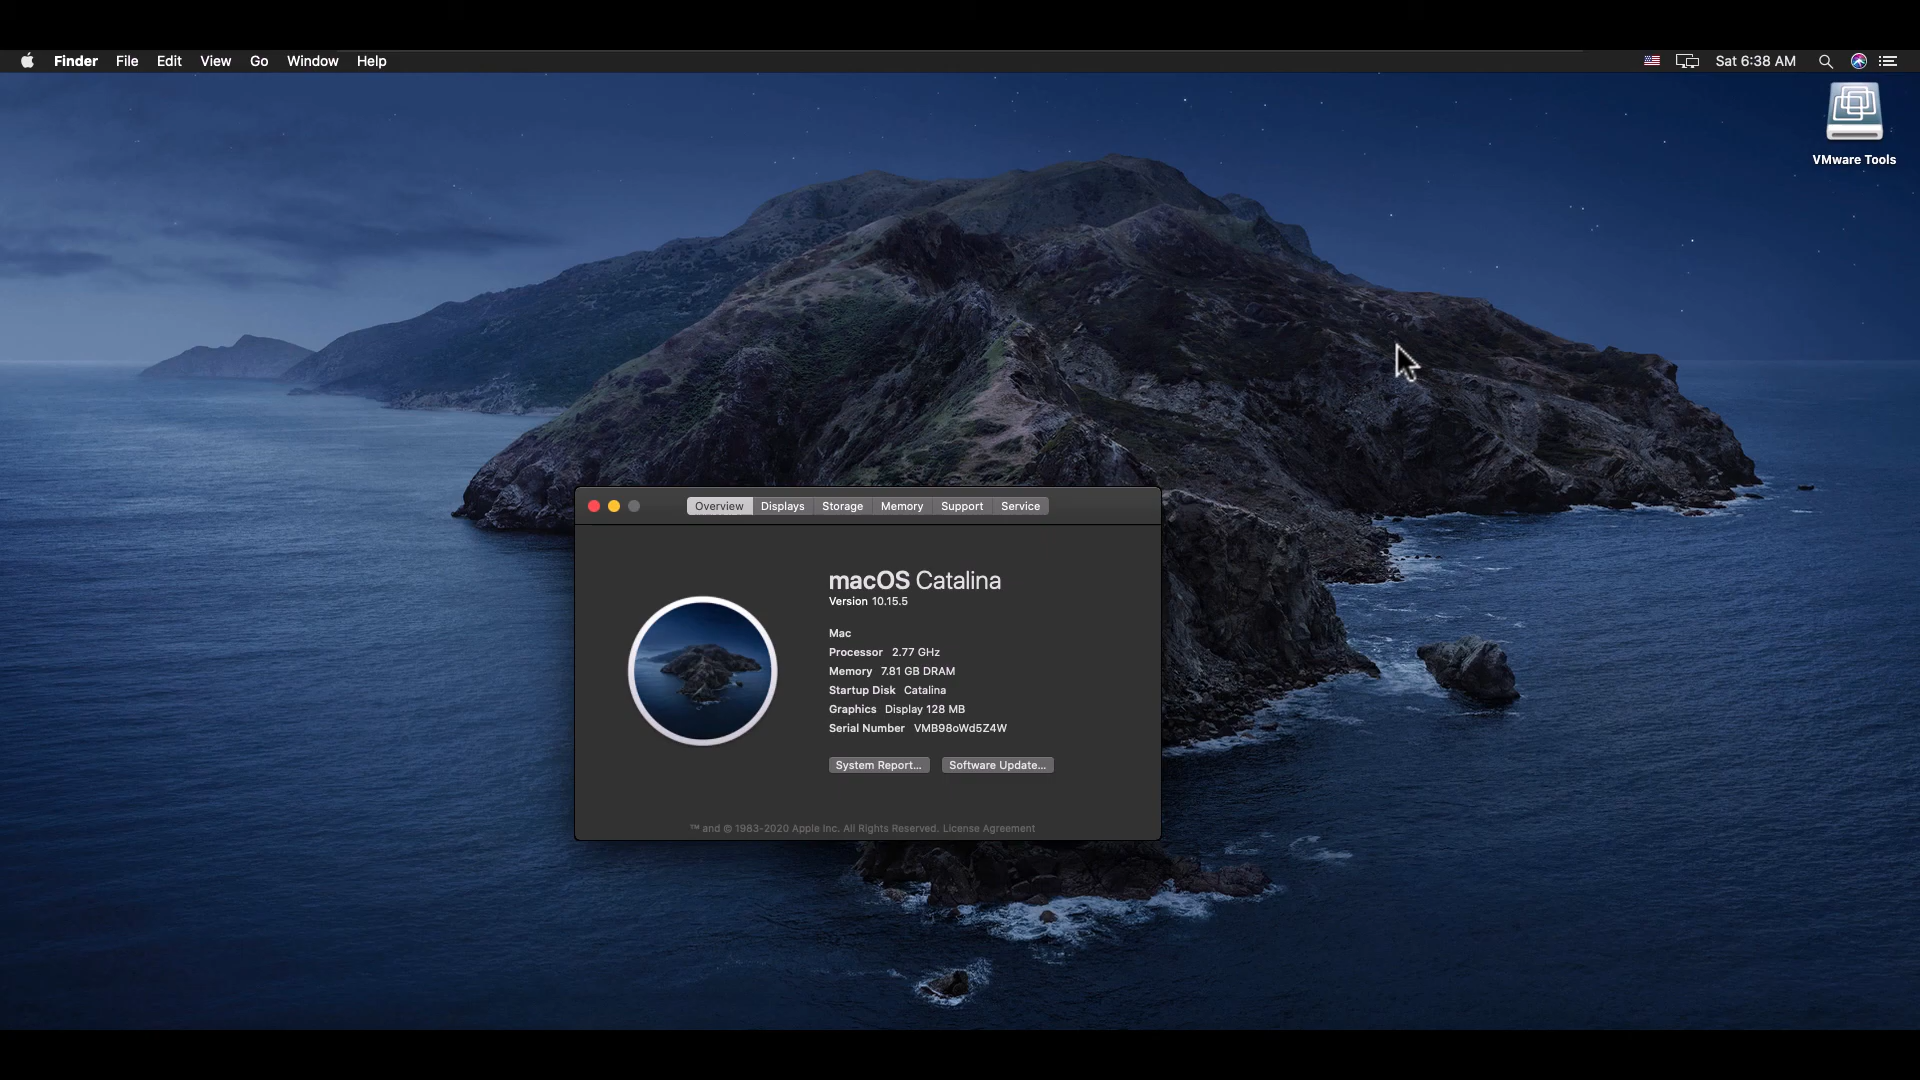 Finder File Edit View Go Window Help Sat 6:38 AM
VMware Tools
Overview Displays Storage Memory Support Service
macOS Catalina
Version 10.15.5
Mac
Processor 2.77 GHz
Memory 7.81 GB DRAM
Startup Disk Catalina
Graphics Display 128 MB
Serial Number VMB98oWd5Z4W
System Report... Software Update...
™ and © 1983-2020 Apple Inc. All Rights Reserved. License Agreement